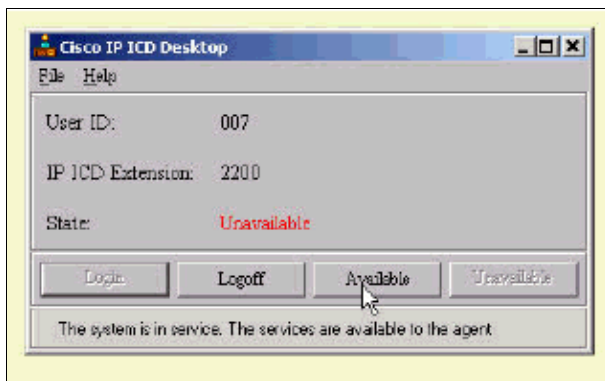 Cisco IP ICD Desktop
File Help
User ID: 007
IP ICD Extension: 2200
State: Unavailable
Login Logoff Available Unavailable
The system is in service. The services are available to the agent